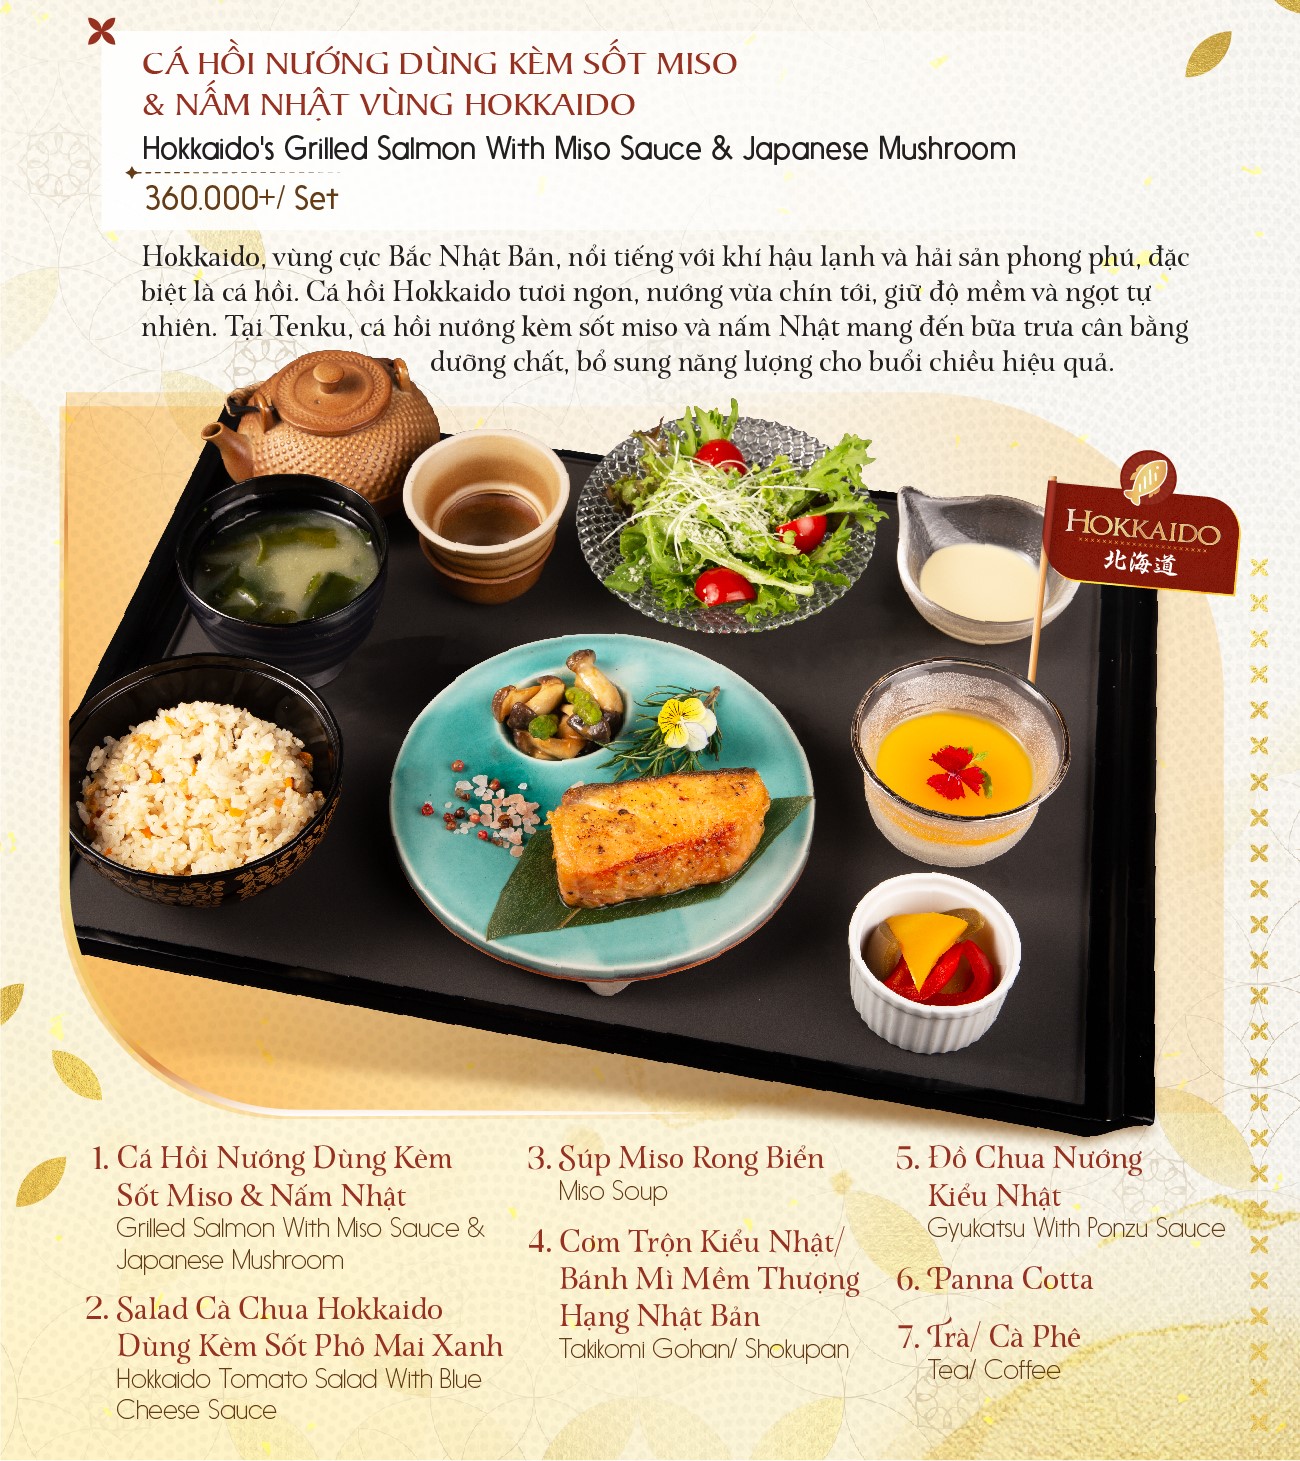 CÁ HỒI NƯỚNG DÙNG KÈM SỐT MISO
& NẤM NHẬT VÙNG HOKKAIDO
Hokkaido's Grilled Salmon With Miso Sauce & Japanese Mushroom
360.000+/ Set
Hokkaido, vùng cực Bắc Nhật Bản, nổi tiếng với khí hậu lạnh và hải sản phong phú, đặc
biệt là cá hồi. Cá hồi Hokkaido tươi ngon, nướng vừa chín tới, giữ độ mềm và ngọt tự
nhiên. Tại Tenku, cá hồi nướng kèm sốt miso và nấm Nhật mang đến bữa trưa cân bằng
dưỡng chất, bổ sung năng lượng cho buổi chiều hiệu quả.
HOKKAIDO
北海道
1. Cá Hồi Nướng Dùng Kèm
Sốt Miso & Nấm Nhật
Grilled Salmon With Miso Sauce &
Japanese Mushroom
2. Salad Cà Chua Hokkaido
Dùng Kèm Sốt Phô Mai Xanh
Hokkaido Tomato Salad With Blue
Cheese Sauce
3. Súp Miso Rong Biển
Miso Soup
4. Cơm Trộn Kiểu Nhật/
Bánh Mì Mềm Thượng
Hạng Nhật Bản
Takikomi Gohan/ Shokupan
5. Đồ Chua Nướng
Kiểu Nhật
Gyukatsu With Ponzu Sauce
6. Panna Cotta
7. Trà/ Cà Phê
Tea/ Coffee